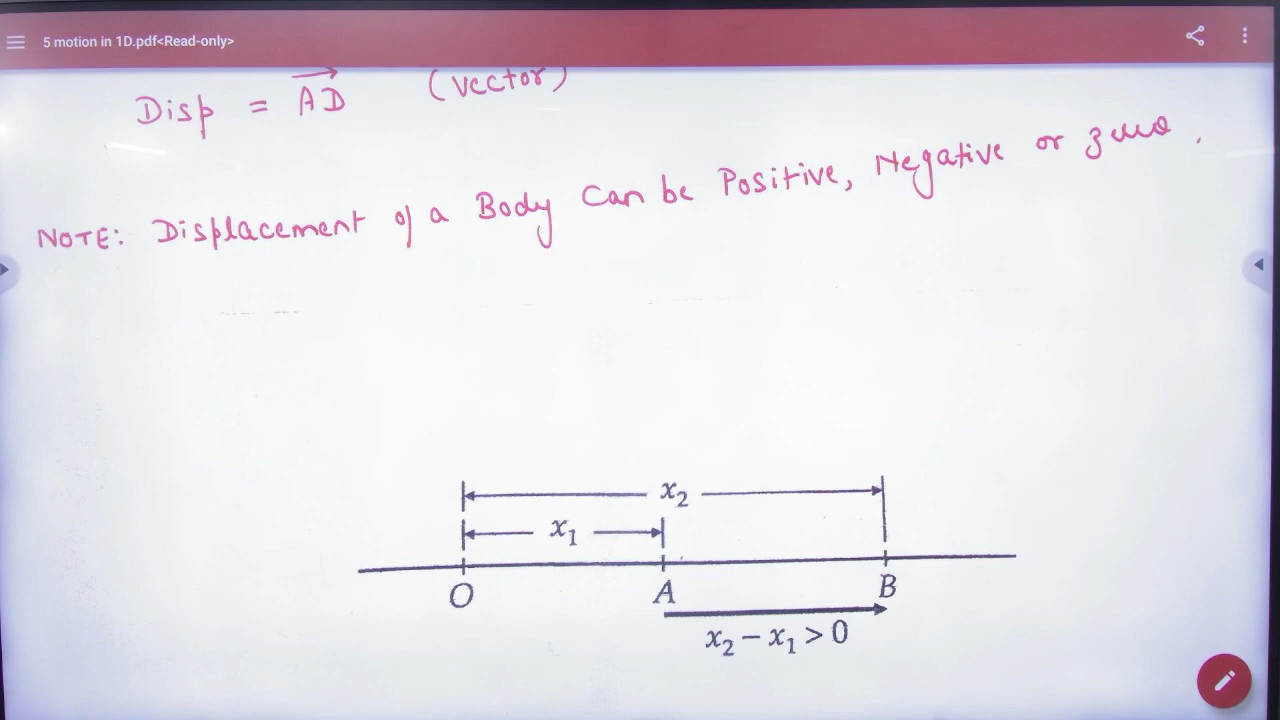 5 motion in 1D.pdf<Read-only>
Disp = AD (vector)
NOTE: Displacement of a Body Can be Positive, Negative or zero.
x₂
x₁
O A B
x₂ − x₁ > 0